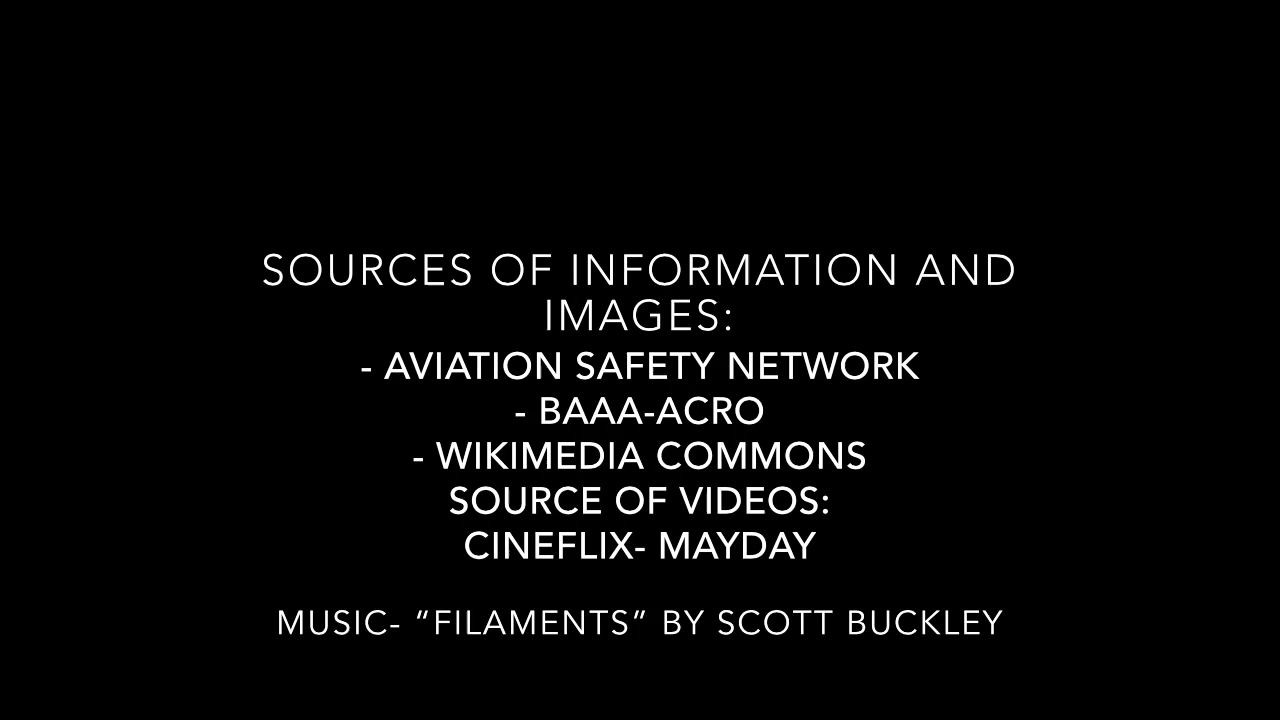 SOURCES OF INFORMATION AND
IMAGES:
- AVIATION SAFETY NETWORK
- BAAA-ACRO
- WIKIMEDIA COMMONS
SOURCE OF VIDEOS:
CINEFLIX- MAYDAY
MUSIC- “FILAMENTS” BY SCOTT BUCKLEY